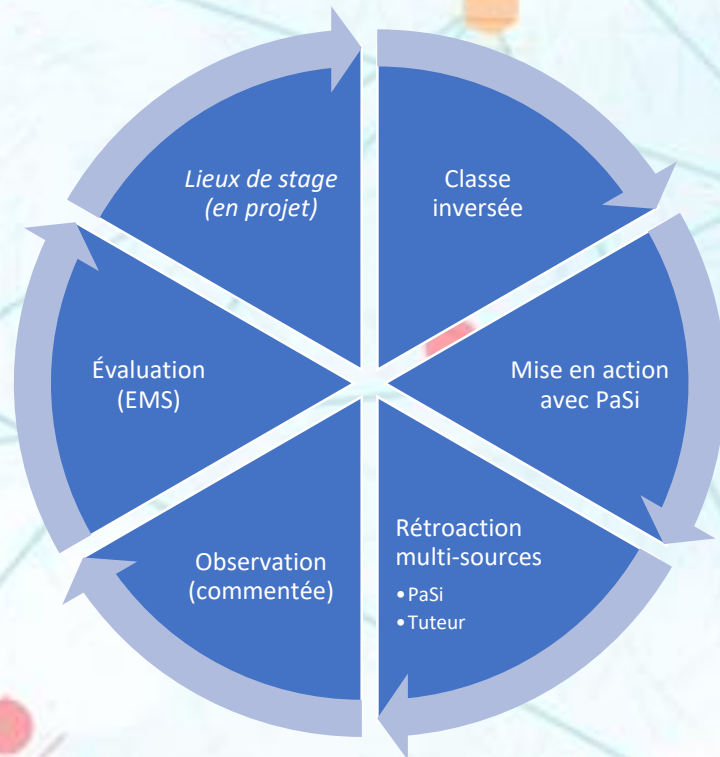 Classe
inversée
Mise en action
avec PaSi
Rétroaction
multi-sources
• PaSi
• Tuteur
Observation
(commentée)
Évaluation
(EMS)
Lieux de stage
(en projet)